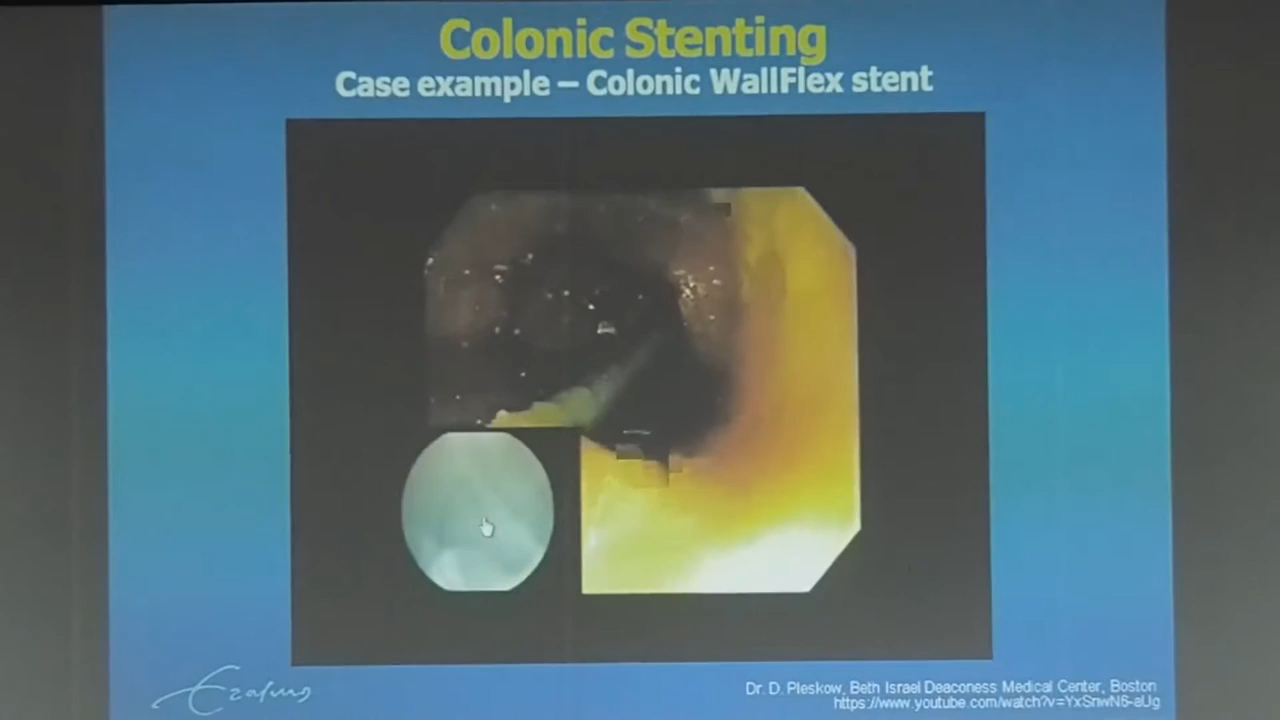 Colonic Stenting
Case example – Colonic WallFlex stent
Erasmus
Dr. D. Pleskow, Beth Israel Deaconess Medical Center, Boston
https://www.youtube.com/watch?v=YxSnwN6-aUg